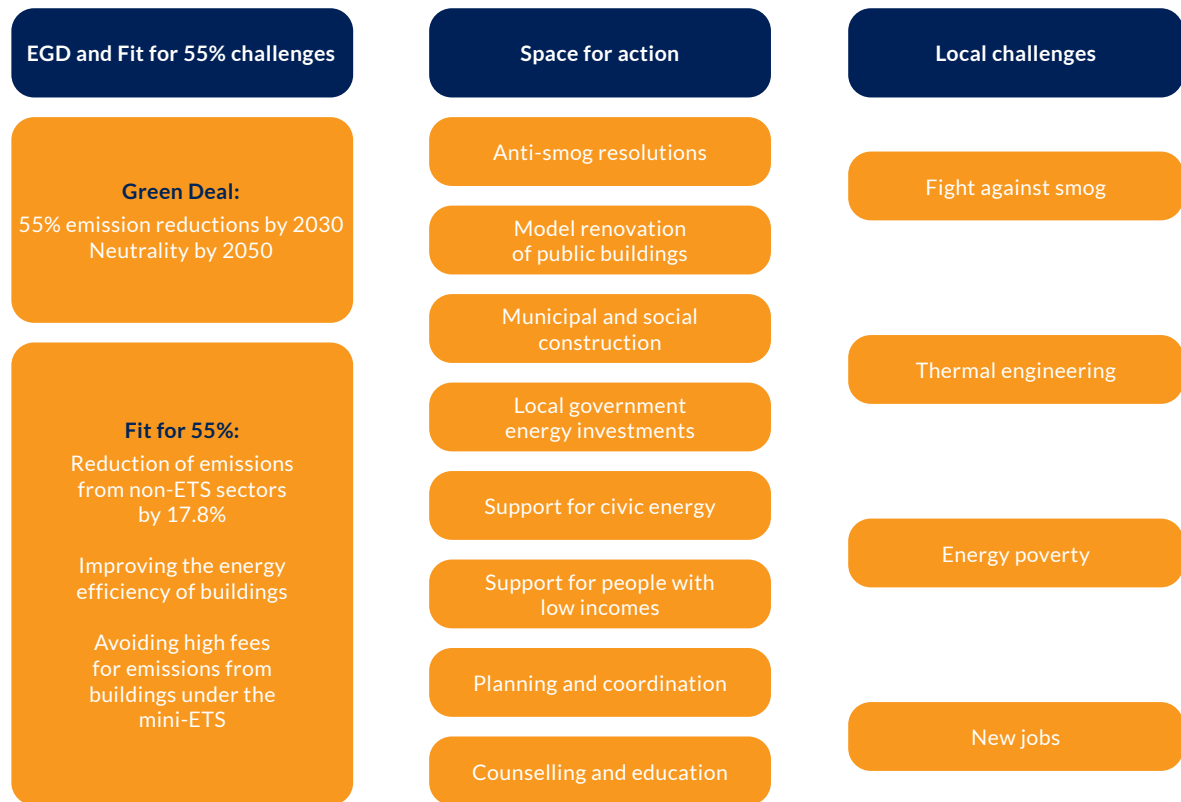 EGD and Fit for 55% challenges
Green Deal:
55% emission reductions by 2030
Neutrality by 2050
Fit for 55%:
Reduction of emissions
from non-ETS sectors
by 17.8%
Improving the energy
efficiency of buildings
Avoiding high fees
for emissions from
buildings under the
mini-ETS
Space for action
Anti-smog resolutions
Model renovation
of public buildings
Municipal and social
construction
Local government
energy investments
Support for civic energy
Support for people with
low incomes
Planning and coordination
Counselling and education
Local challenges
Fight against smog
Thermal engineering
Energy poverty
New jobs